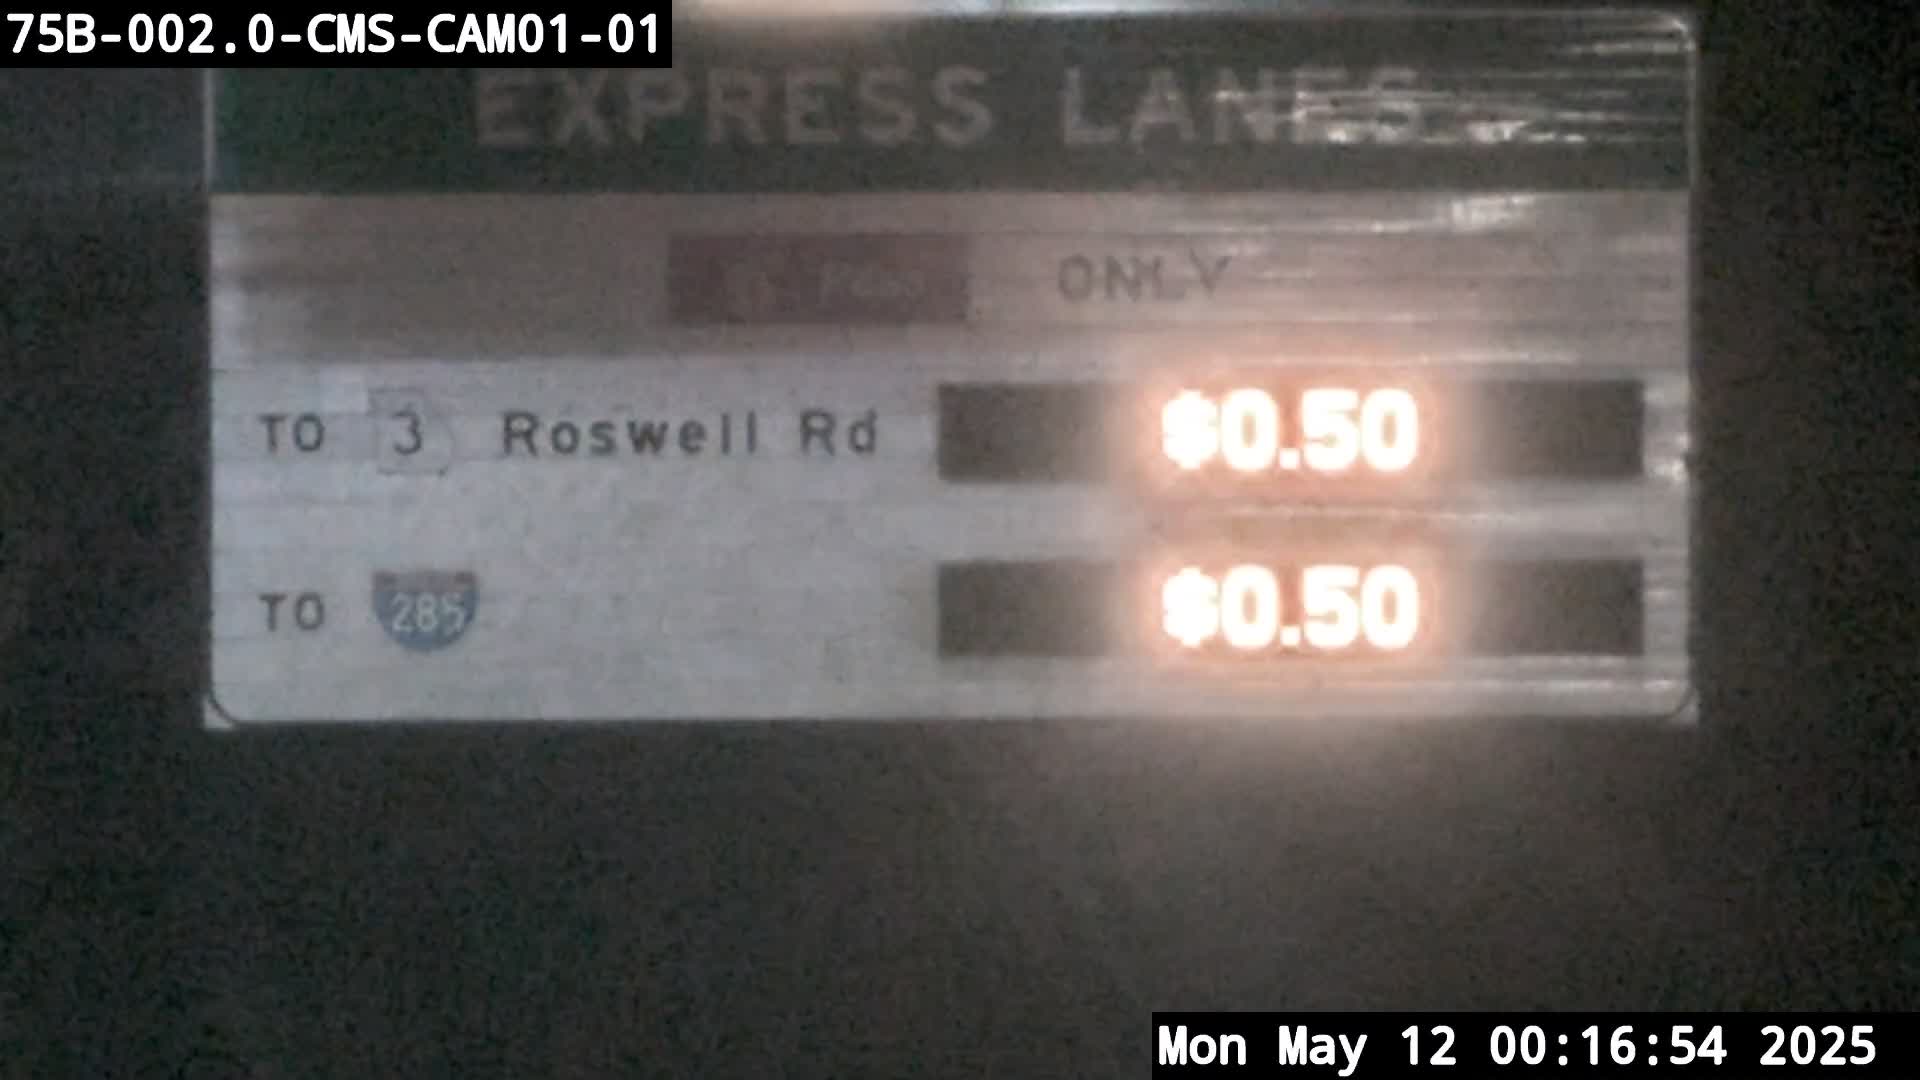 75B-002.0-CMS-CAM01-01
EXPRESS LANES
Pass ONLY
TO 3 Roswell Rd $0.50
TO 285 $0.50
Mon May 12 00:16:54 2025